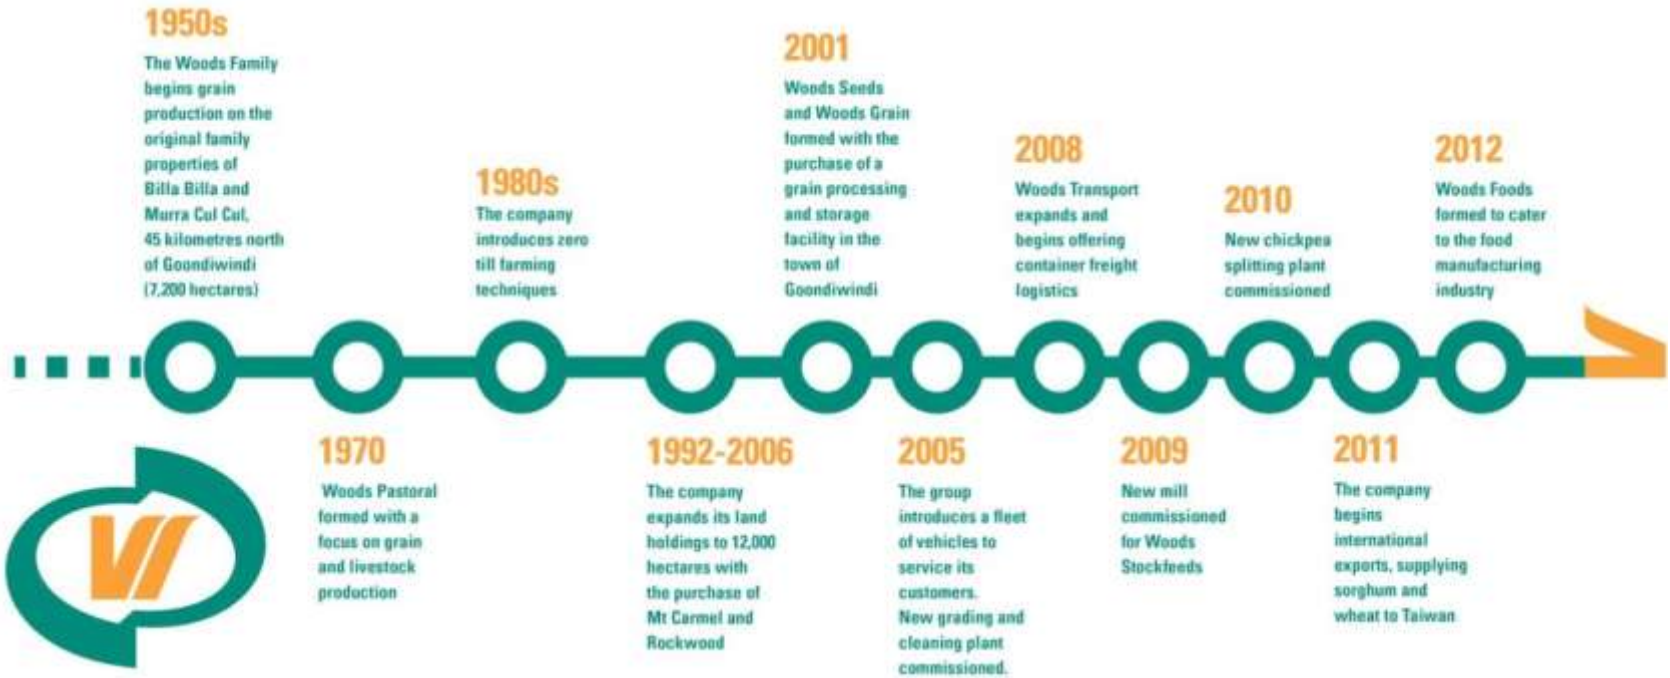 1950s
The Woods Family
begins grain
production on the
original family
properties of
Billa Billa and
Murra Cul Cul,
45 kilometres north
of Goondiwindi
(7,200 hectares)
1970
Woods Pastoral
formed with a
focus on grain
and livestock
production
1980s
The company
introduces zero
till farming
techniques
1992-2006
The company
expands its land
holdings to 12,000
hectares with
the purchase of
Mt Carmel and
Rockwood
2001
Woods Seeds
and Woods Grain
formed with the
purchase of a
grain processing
and storage
facility in the
town of
Goondiwindi
2005
The group
introduces a fleet
of vehicles to
service its
customers.
New grading and
cleaning plant
commissioned.
2008
Woods Transport
expands and
begins offering
container freight
logistics
2009
New mill
commissioned
for Woods
Stockfeeds
2010
New chickpea
splitting plant
commissioned
2011
The company
begins
international
exports, supplying
sorghum and
wheat to Taiwan
2012
Woods Foods
formed to cater
to the food
manufacturing
industry